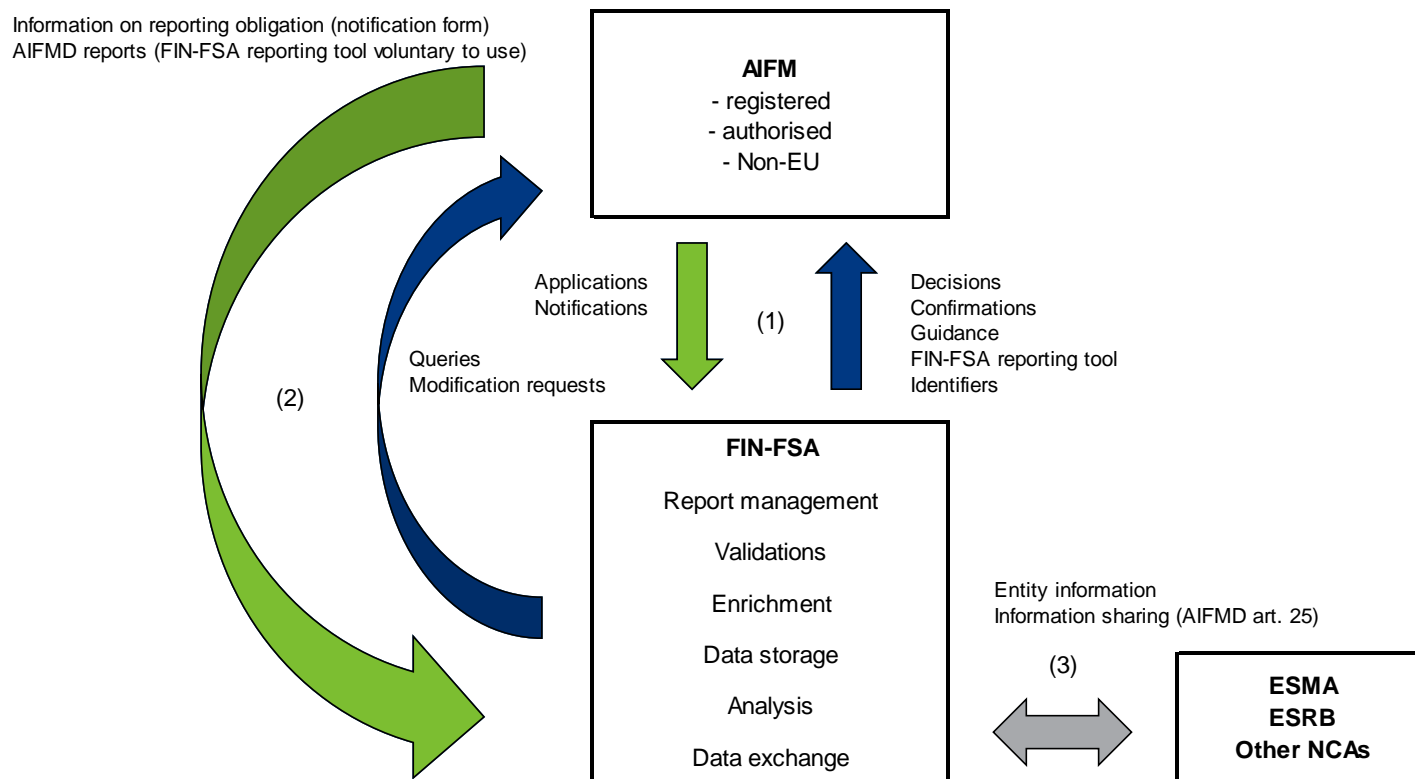 Information on reporting obligation (notification form)
AIFMD reports (FIN-FSA reporting tool voluntary to use)
AIFM
- registered
- authorised
- Non-EU
Applications
Notifications
(1)
Decisions
Confirmations
Guidance
FIN-FSA reporting tool
Identifiers
Queries
Modification requests
(2)
FIN-FSA
Report management
Validations
Enrichment
Data storage
Analysis
Data exchange
Entity information
Information sharing (AIFMD art. 25)
(3)
ESMA
ESRB
Other NCAs